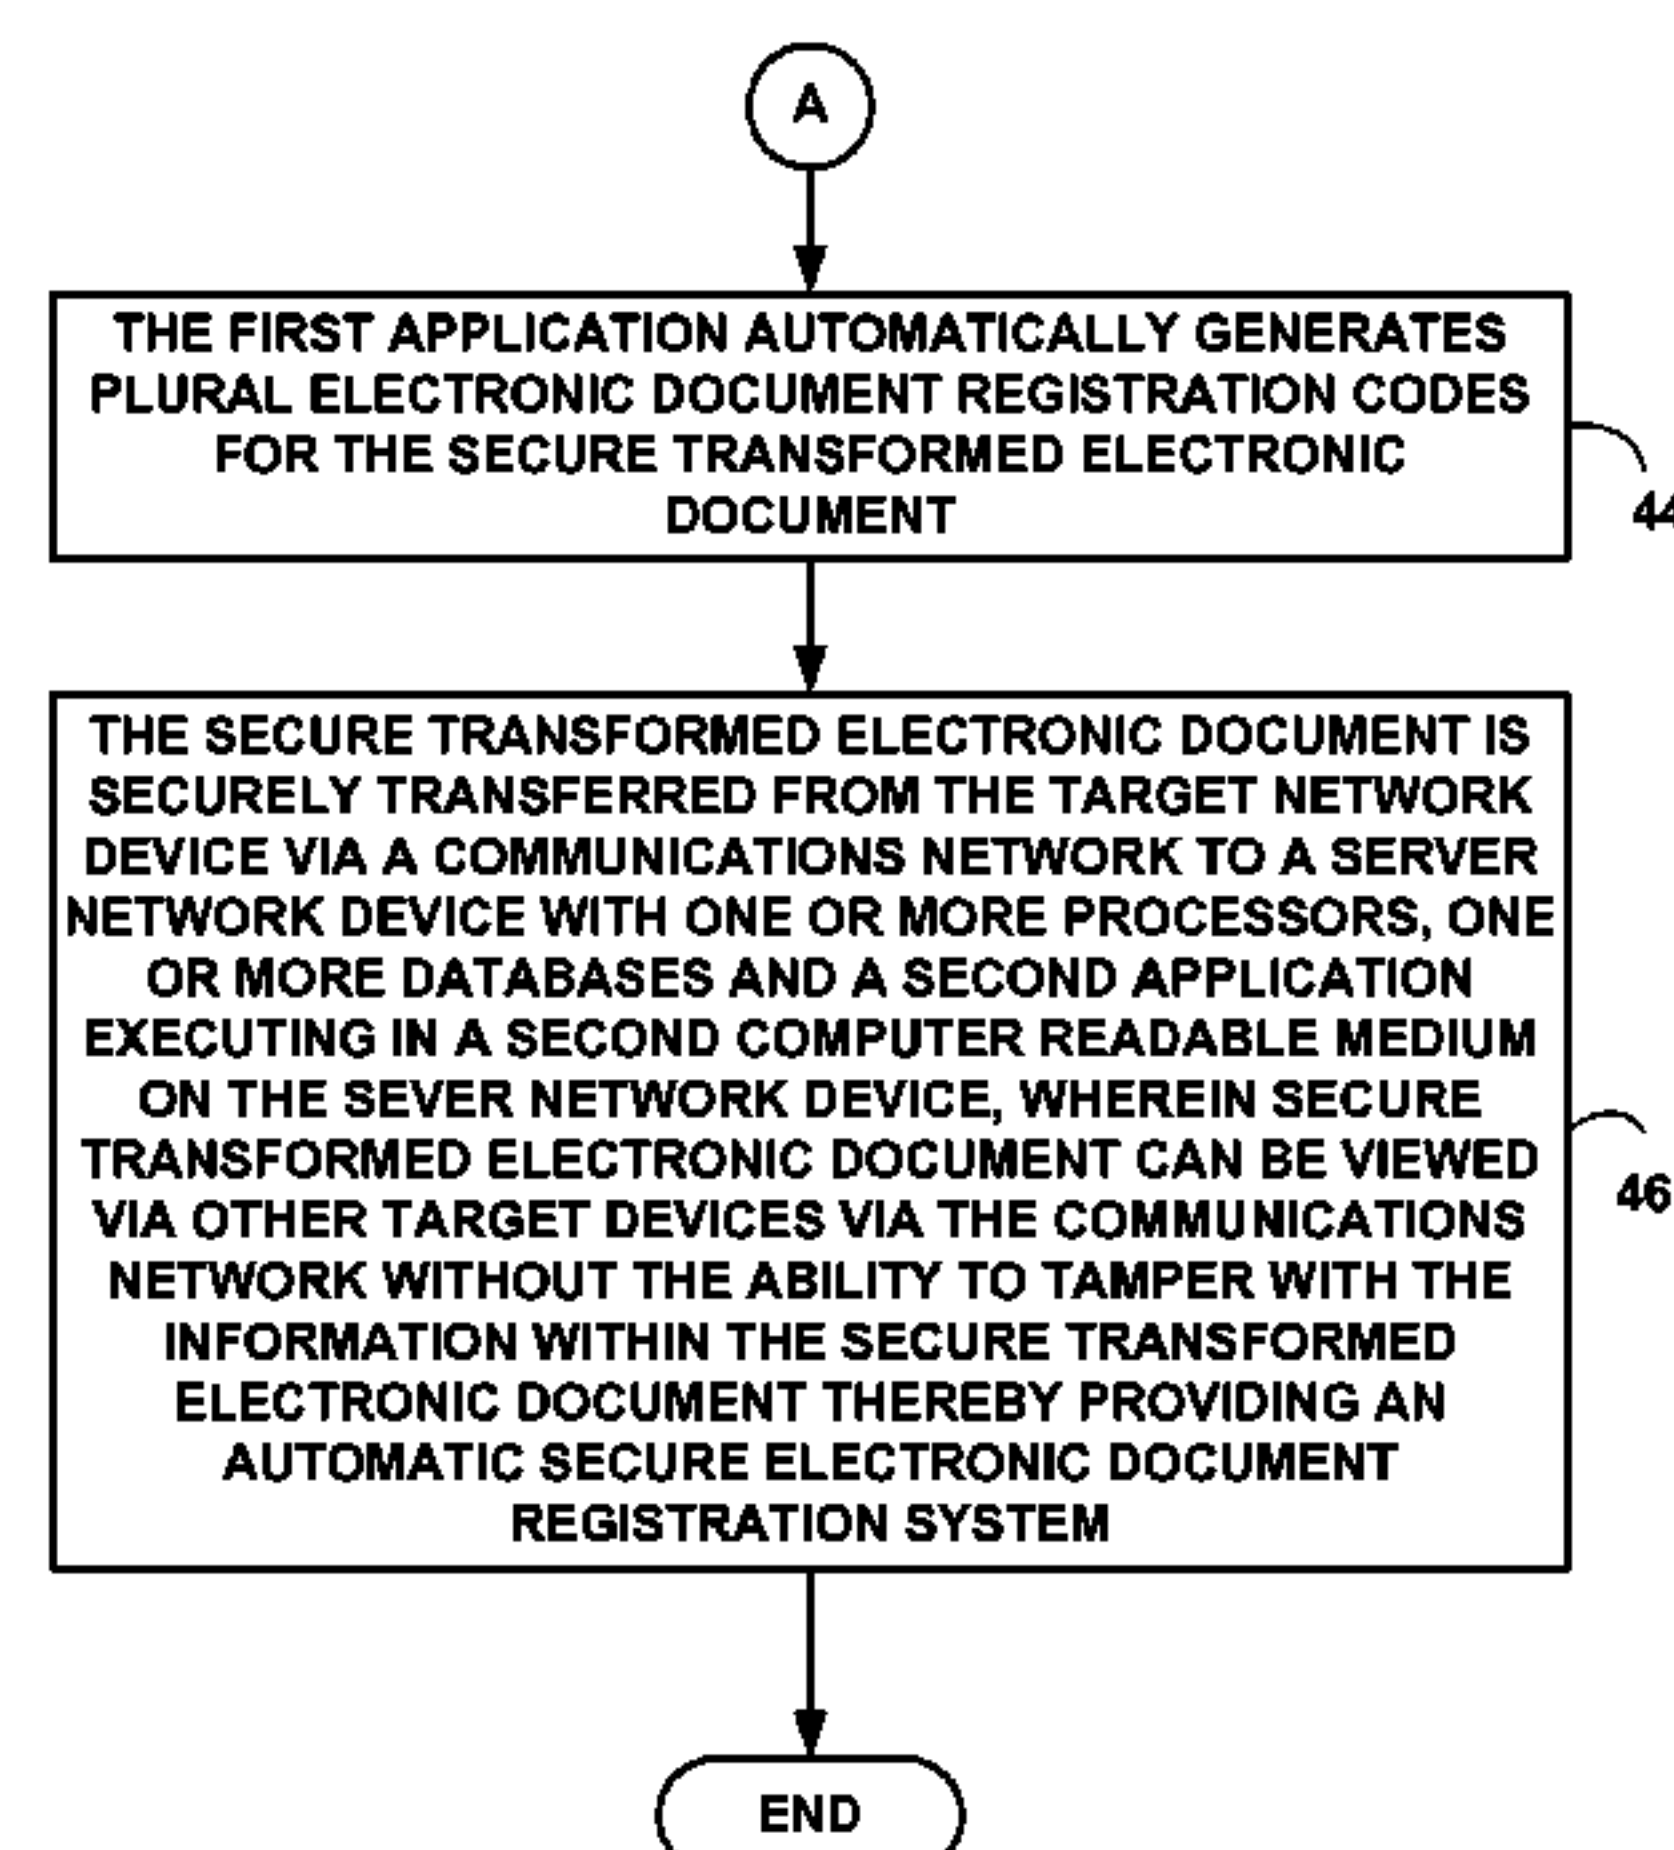 A
THE FIRST APPLICATION AUTOMATICALLY GENERATES
PLURAL ELECTRONIC DOCUMENT REGISTRATION CODES
FOR THE SECURE TRANSFORMED ELECTRONIC
DOCUMENT
44
THE SECURE TRANSFORMED ELECTRONIC DOCUMENT IS
SECURELY TRANSFERRED FROM THE TARGET NETWORK
DEVICE VIA A COMMUNICATIONS NETWORK TO A SERVER
NETWORK DEVICE WITH ONE OR MORE PROCESSORS, ONE
OR MORE DATABASES AND A SECOND APPLICATION
EXECUTING IN A SECOND COMPUTER READABLE MEDIUM
ON THE SEVER NETWORK DEVICE, WHEREIN SECURE
TRANSFORMED ELECTRONIC DOCUMENT CAN BE VIEWED
VIA OTHER TARGET DEVICES VIA THE COMMUNICATIONS
NETWORK WITHOUT THE ABILITY TO TAMPER WITH THE
INFORMATION WITHIN THE SECURE TRANSFORMED
ELECTRONIC DOCUMENT THEREBY PROVIDING AN
AUTOMATIC SECURE ELECTRONIC DOCUMENT
REGISTRATION SYSTEM
46
END